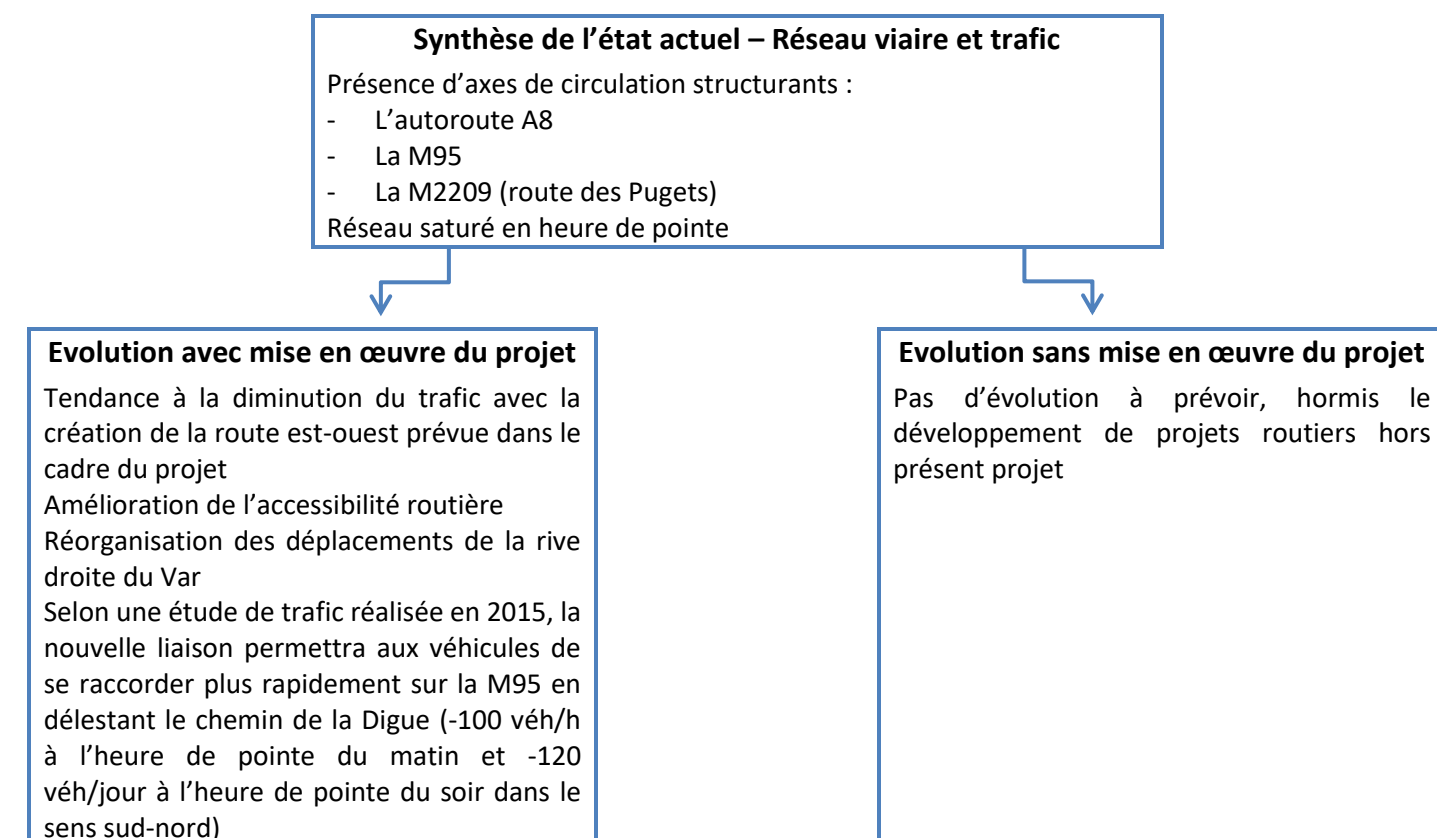 Synthèse de l’état actuel – Réseau viaire et trafic
Présence d’axes de circulation structurants :
- L’autoroute A8
- La M95
- La M2209 (route des Pugets)
Réseau saturé en heure de pointe
Evolution avec mise en œuvre du projet
Tendance à la diminution du trafic avec la
création de la route est-ouest prévue dans le
cadre du projet
Amélioration de l’accessibilité routière
Réorganisation des déplacements de la rive
droite du Var
Selon une étude de trafic réalisée en 2015, la
nouvelle liaison permettra aux véhicules de
se raccorder plus rapidement sur la M95 en
délestant le chemin de la Digue (-100 véh/h
à l’heure de pointe du matin et -120
véh/jour à l’heure de pointe du soir dans le
sens sud-nord)
Evolution sans mise en œuvre du projet
Pas d’évolution à prévoir, hormis le
développement de projets routiers hors
présent projet